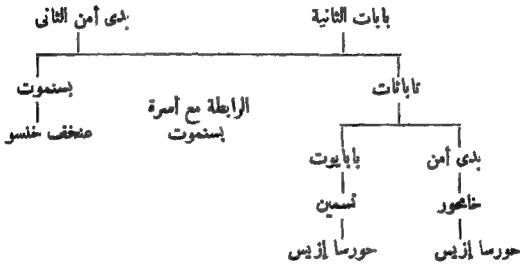 بابات الثانية بدى أمن الثانى
تاباثات بسنموت
الرابطة مع أسرة
بسنموت
عنخف خنسو
بدى أمن بابايوت
خامحور نسمين
حورسا إزيس حورسا إزيس